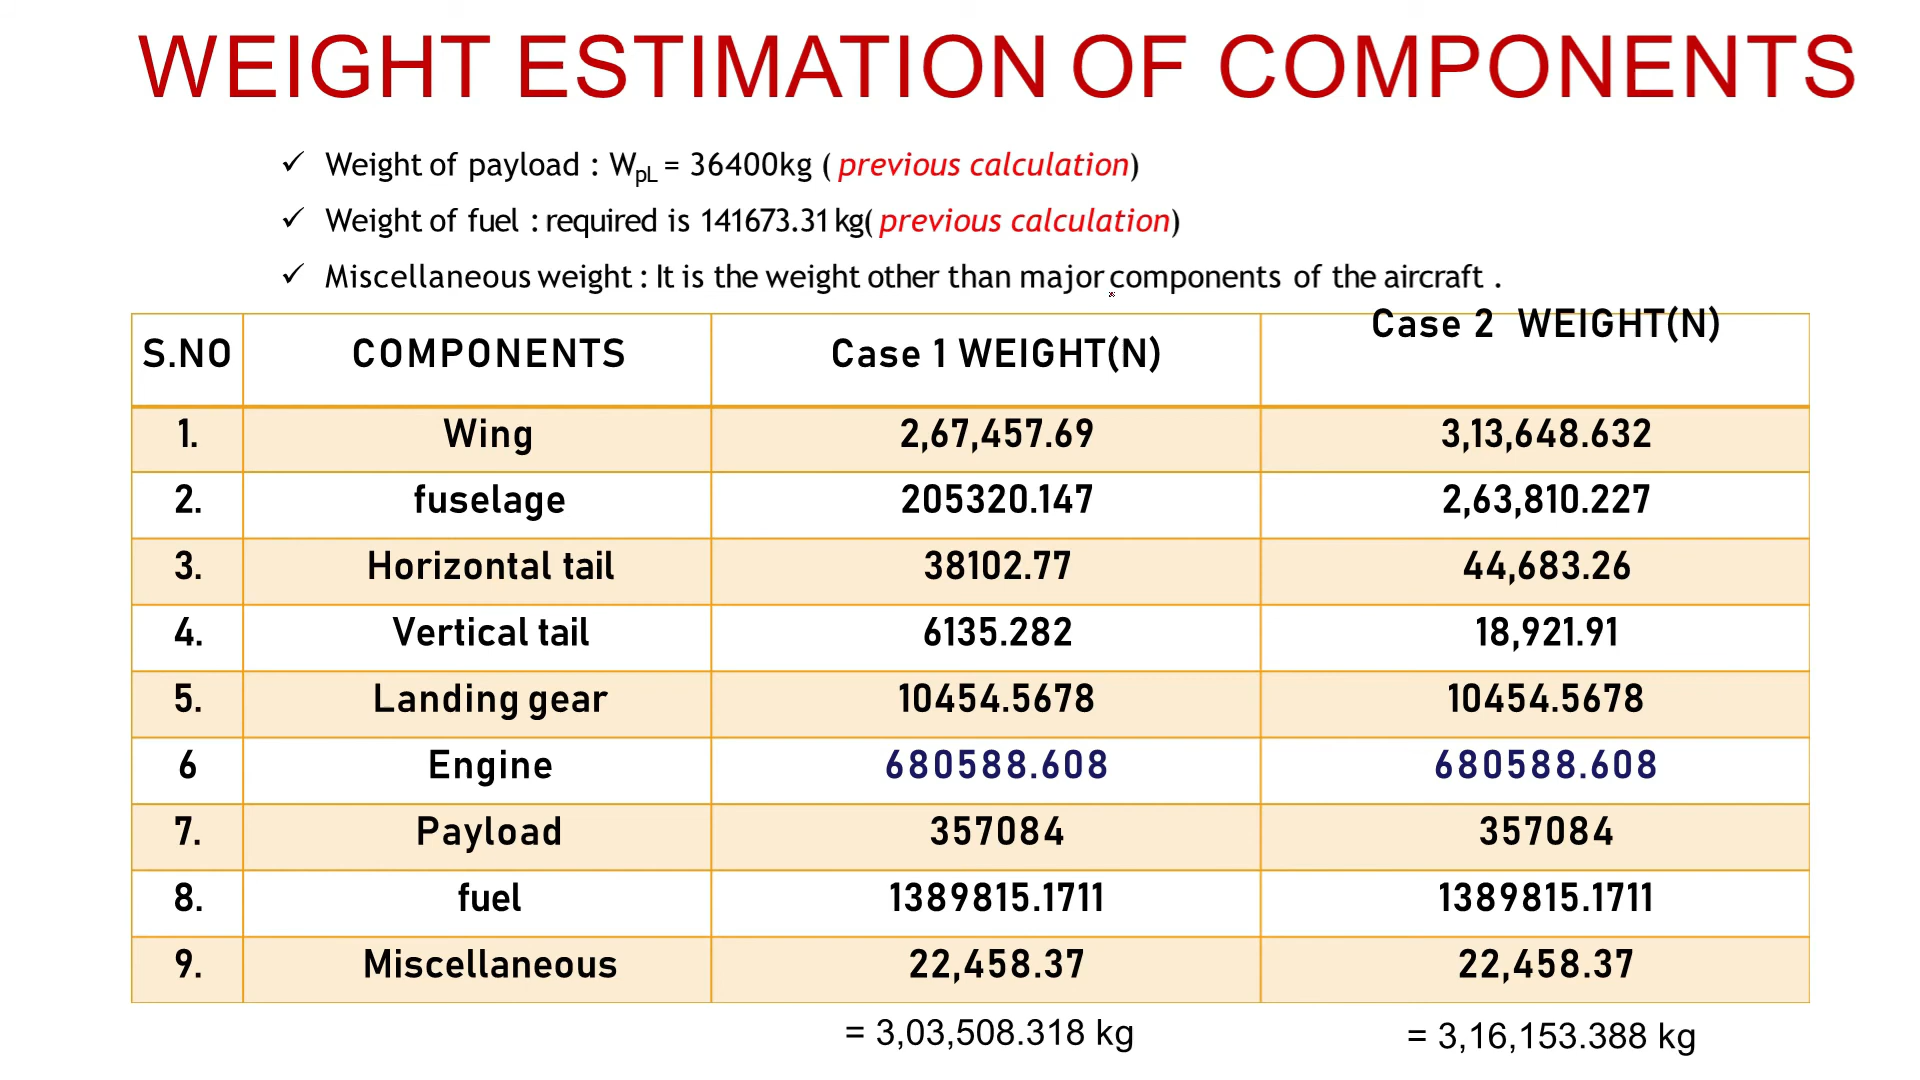 WEIGHT ESTIMATION OF COMPONENTS
✓ Weight of payload : WpL = 36400kg ( previous calculation)
✓ Weight of fuel : required is 141673.31 kg( previous calculation)
✓ Miscellaneous weight : It is the weight other than major components of the aircraft .
S.NO COMPONENTS Case 1 WEIGHT(N) Case 2 WEIGHT(N)
1. Wing 2,67,457.69 3,13,648.632
2. fuselage 205320.147 2,63,810.227
3. Horizontal tail 38102.77 44,683.26
4. Vertical tail 6135.282 18,921.91
5. Landing gear 10454.5678 10454.5678
6 Engine 680588.608 680588.608
7. Payload 357084 357084
8. fuel 1389815.1711 1389815.1711
9. Miscellaneous 22,458.37 22,458.37
= 3,03,508.318 kg = 3,16,153.388 kg